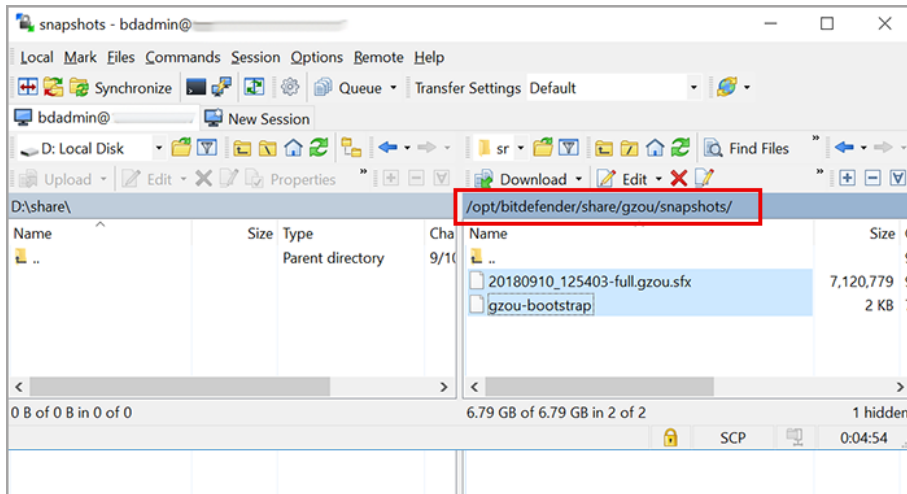 snapshots - bdadmin@
Local Mark Files Commands Session Options Remote Help
Synchronize Queue Transfer Settings Default
bdadmin@ New Session
D: Local Disk sr Find Files
Upload Edit Properties » Download Edit »
D:\share\ /opt/bitdefender/share/gzou/snapshots/
Name Size Type Cha Name Size
.. Parent directory 9/10 ..
20180910_125403-full.gzou.sfx 7,120,779
gzou-bootstrap 2 KB
0 B of 0 B in 0 of 0 6.79 GB of 6.79 GB in 2 of 2 1 hidden
SCP 0:04:54